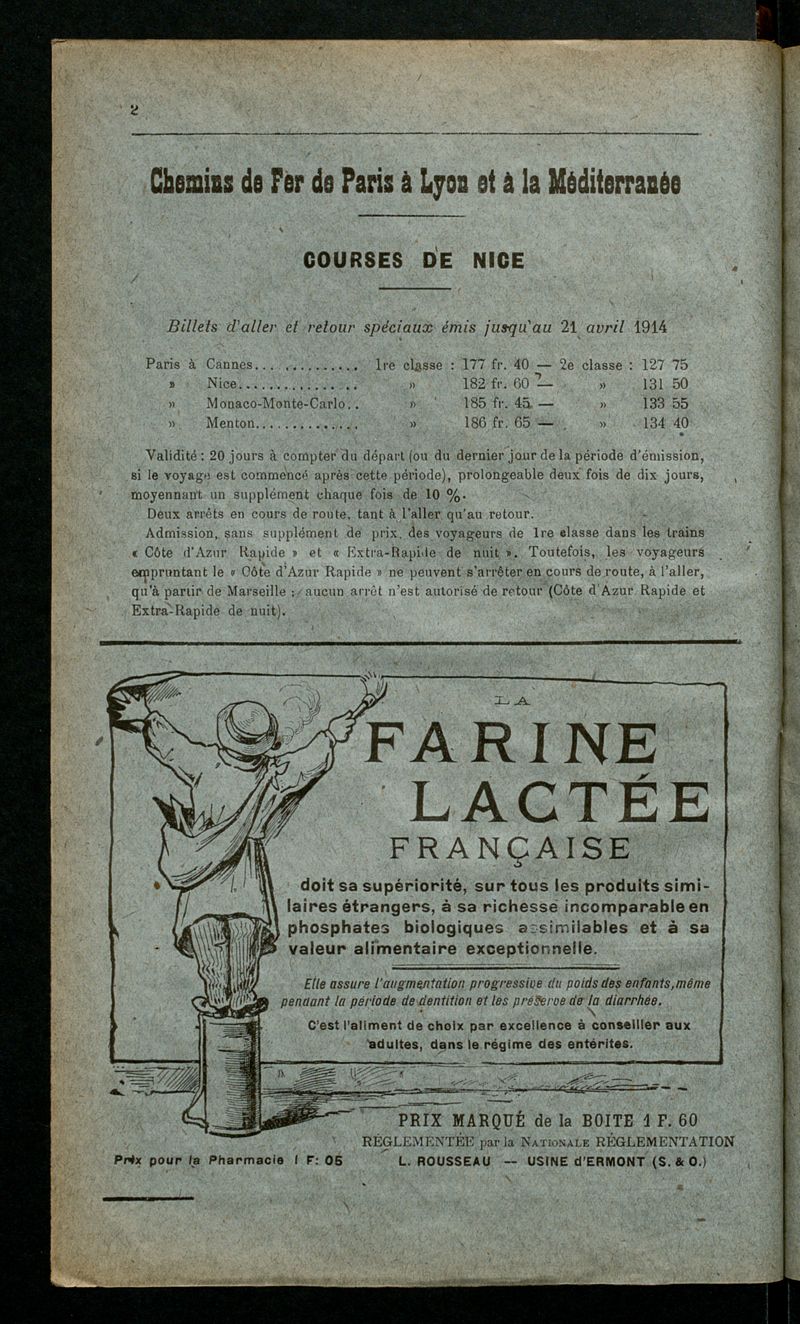 2
Chemins de Fer de Paris à Lyon et à la Méditerranée
COURSES DE NICE
Billets d'aller et retour spéciaux émis jusqu'au 21 avril 1914
Paris à Cannes............... 1re classe : 177 fr. 40 — 2e classe : 127 75
» Nice............... » 182 fr. 60 — » 131 50
» Monaco-Monte-Carlo.. » 185 fr. 45 — » 133 55
» Menton............... » 186 fr. 65 — » 134 40
Validité : 20 jours à compter du départ (ou du dernier jour de la période d'émission,
si le voyage est commencé après cette période), prolongeable deux fois de dix jours,
moyennant un supplément chaque fois de 10 %.
Deux arrêts en cours de route, tant à l'aller qu'au retour.
Admission, sans supplément de prix, des voyageurs de 1re classe dans les trains
« Côte d'Azur Rapide » et « Extra-Rapide de nuit ». Toutefois, les voyageurs
empruntant le « Côte d'Azur Rapide » ne peuvent s'arrêter en cours de route, à l'aller,
qu'à partir de Marseille ; aucun arrêt n'est autorisé de retour (Côte d'Azur Rapide et
Extra-Rapide de nuit).
LA
FARINE
LACTÉE
FRANÇAISE
doit sa supériorité, sur tous les produits simi-
laires étrangers, à sa richesse incomparable en
phosphates biologiques assimilables et à sa
valeur alimentaire exceptionnelle.
Elle assure l'augmentation progressive du poids des enfants, même
pendant la période de dentition et les préserve de la diarrhée.
C'est l'aliment de choix par excellence à conseiller aux
adultes, dans le régime des entérites.
PRIX MARQUÉ de la BOITE 1 F. 60
RÉGLEMENTÉE par la NATIONALE RÉGLEMENTATION
Prix pour la Pharmacie 1 F: 05 L. ROUSSEAU — USINE d'ERMONT (S. & O.)